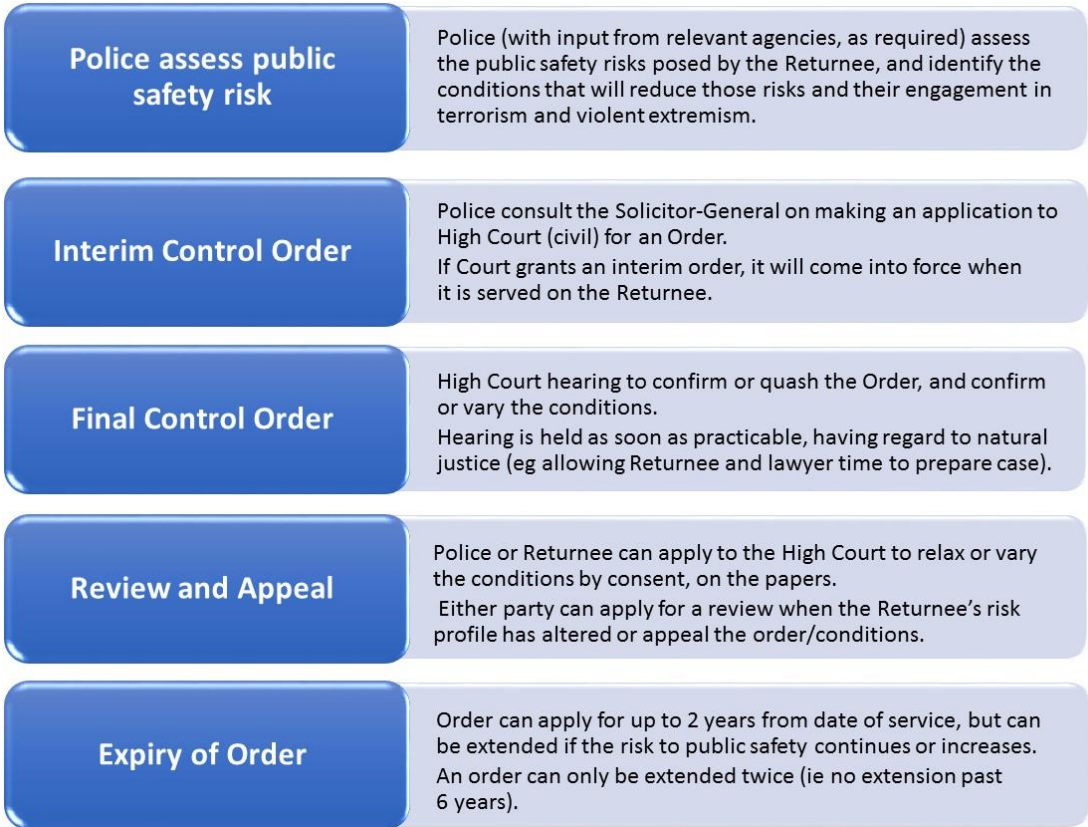 Police assess public
safety risk
Police (with input from relevant agencies, as required) assess
the public safety risks posed by the Returnee, and identify the
conditions that will reduce those risks and their engagement in
terrorism and violent extremism.
Interim Control Order
Police consult the Solicitor-General on making an application to
High Court (civil) for an Order.
If Court grants an interim order, it will come into force when
it is served on the Returnee.
Final Control Order
High Court hearing to confirm or quash the Order, and confirm
or vary the conditions.
Hearing is held as soon as practicable, having regard to natural
justice (eg allowing Returnee and lawyer time to prepare case).
Review and Appeal
Police or Returnee can apply to the High Court to relax or vary
the conditions by consent, on the papers.
Either party can apply for a review when the Returnee’s risk
profile has altered or appeal the order/conditions.
Expiry of Order
Order can apply for up to 2 years from date of service, but can
be extended if the risk to public safety continues or increases.
An order can only be extended twice (ie no extension past
6 years).